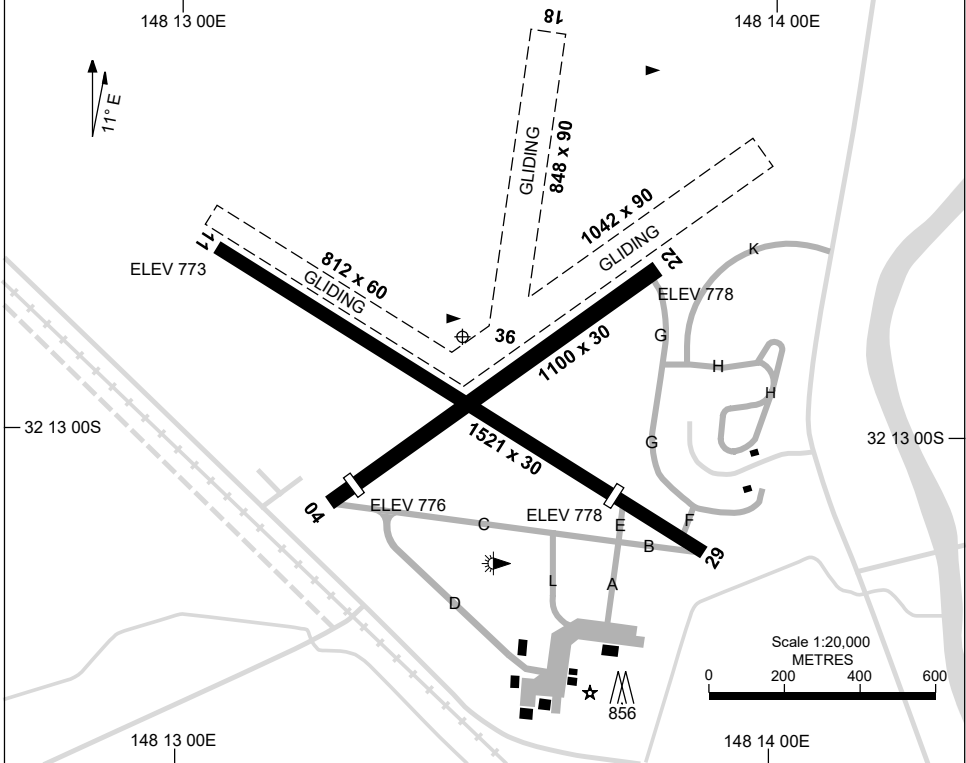 148 13 00E
148 14 00E
18
11° E
GLIDING
848 x 90
1042 x 90
GLIDING
K
11
812 x 60
GLIDING
22
ELEV 773
ELEV 778
36
G
1100 x 30
H
H
32 13 00S
1521 x 30
G
32 13 00S
04
ELEV 776
ELEV 778
C
E
F
B
29
L
A
D
Scale 1:20,000
METRES
0 200 400 600
856
148 13 00E
148 14 00E